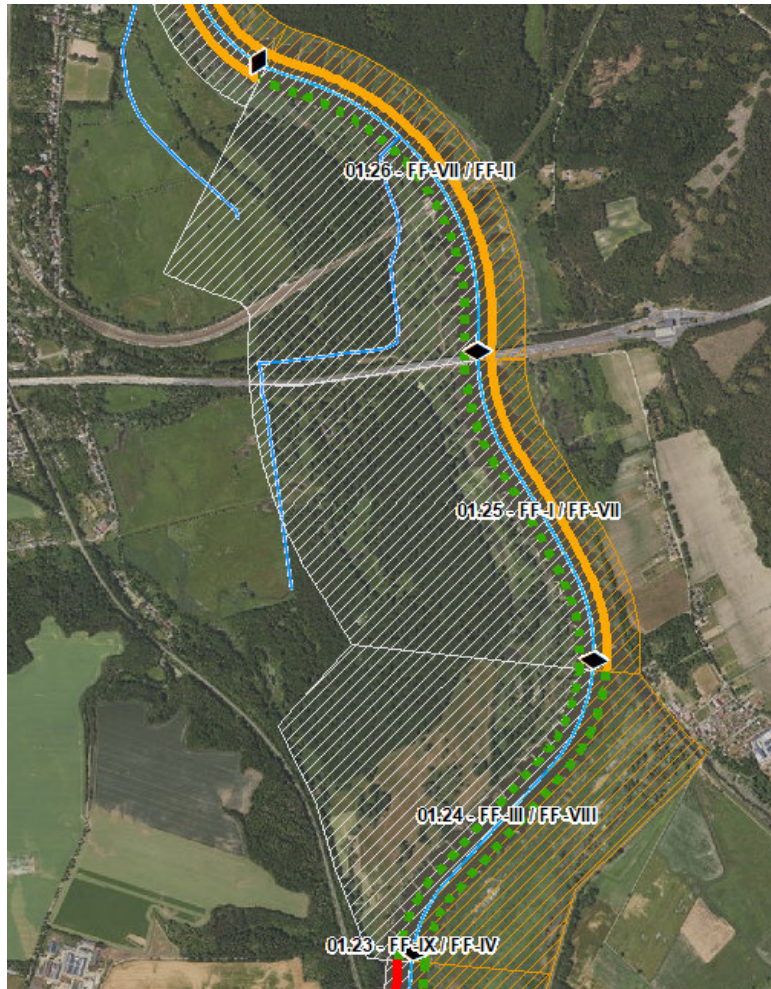 01.26 - FF-VII / FF-II
01.25 - FF-I / FF-VII
01.24 - FF-III / FF-VIII
01.23 - FF-IX / FF-IV